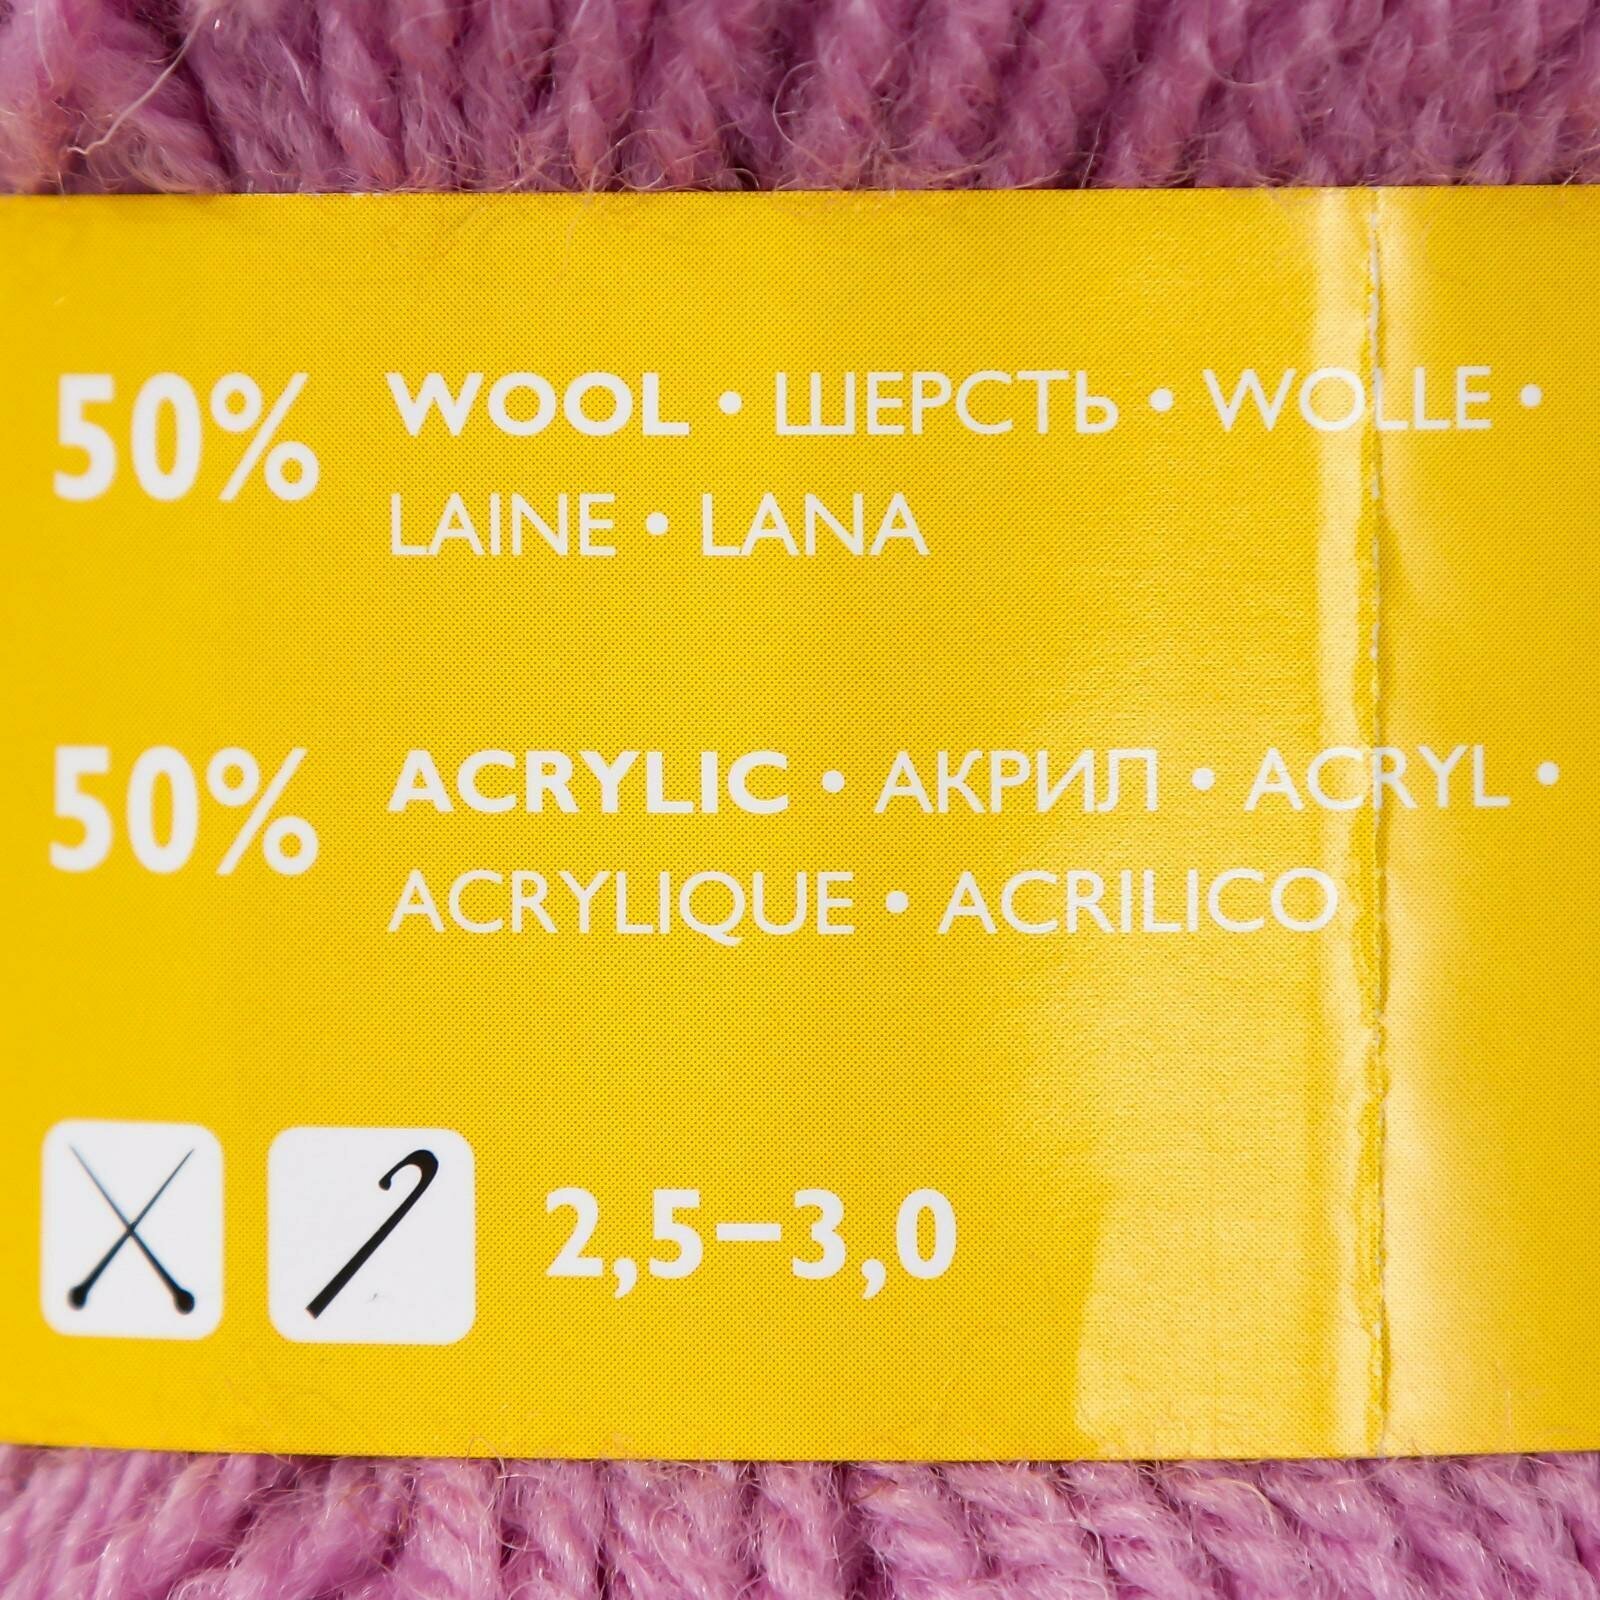 50% WOOL • ШЕРСТЬ • WOLLE •
LAINE • LANA
50% ACRYLIC • АКРИЛ • ACRYL •
ACRYLIQUE • ACRILICO
2,5–3,0